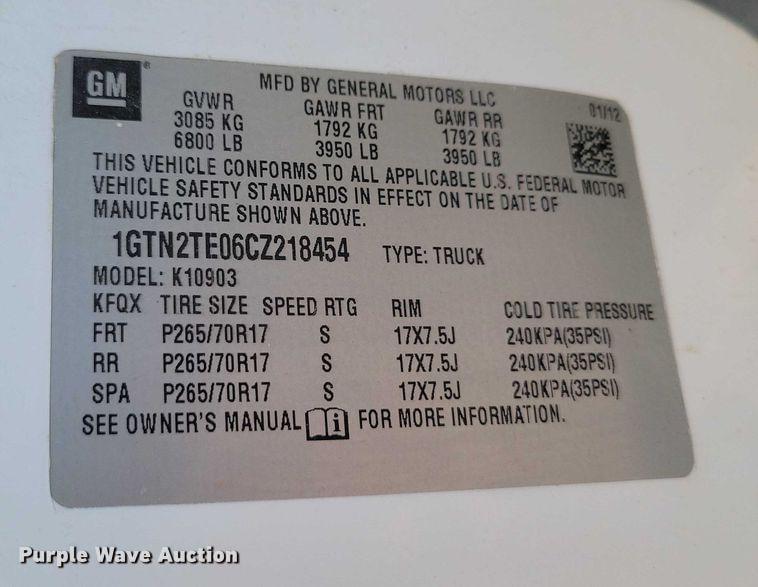 GM ®
MFD BY GENERAL MOTORS LLC
01/12
GVWR GAWR FRT GAWR RR
3085 KG 1792 KG 1792 KG
6800 LB 3950 LB 3950 LB
THIS VEHICLE CONFORMS TO ALL APPLICABLE U.S. FEDERAL MOTOR
VEHICLE SAFETY STANDARDS IN EFFECT ON THE DATE OF
MANUFACTURE SHOWN ABOVE.
1GTN2TE06CZ218454 TYPE: TRUCK
MODEL: K10903
KFQX TIRE SIZE SPEED RTG RIM COLD TIRE PRESSURE
FRT P265/70R17 S 17X7.5J 240KPA(35PSI)
RR P265/70R17 S 17X7.5J 240KPA(35PSI)
SPA P265/70R17 S 17X7.5J 240KPA(35PSI)
SEE OWNER'S MANUAL i FOR MORE INFORMATION.
Purple Wave Auction